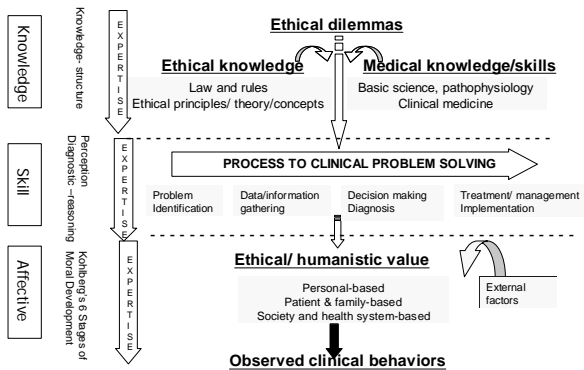 Ethical dilemmas
Knowledge
Knowledge- structure
EXPERTISE
Ethical knowledge
Law and rules
Ethical principles/ theory/concepts
Medical knowledge/skills
Basic science, pathophysiology
Clinical medicine
Skill
Perception
Diagnostic –reasoning
EXPERTISE
PROCESS TO CLINICAL PROBLEM SOLVING
Problem
Identification
Data/information
gathering
Decision making
Diagnosis
Treatment/ management
Implementation
Affective
Kohlberg's 6 Stages of
Moral Development
EXPERTISE
Ethical/ humanistic value
Personal-based
Patient & family-based
Society and health system-based
External
factors
Observed clinical behaviors